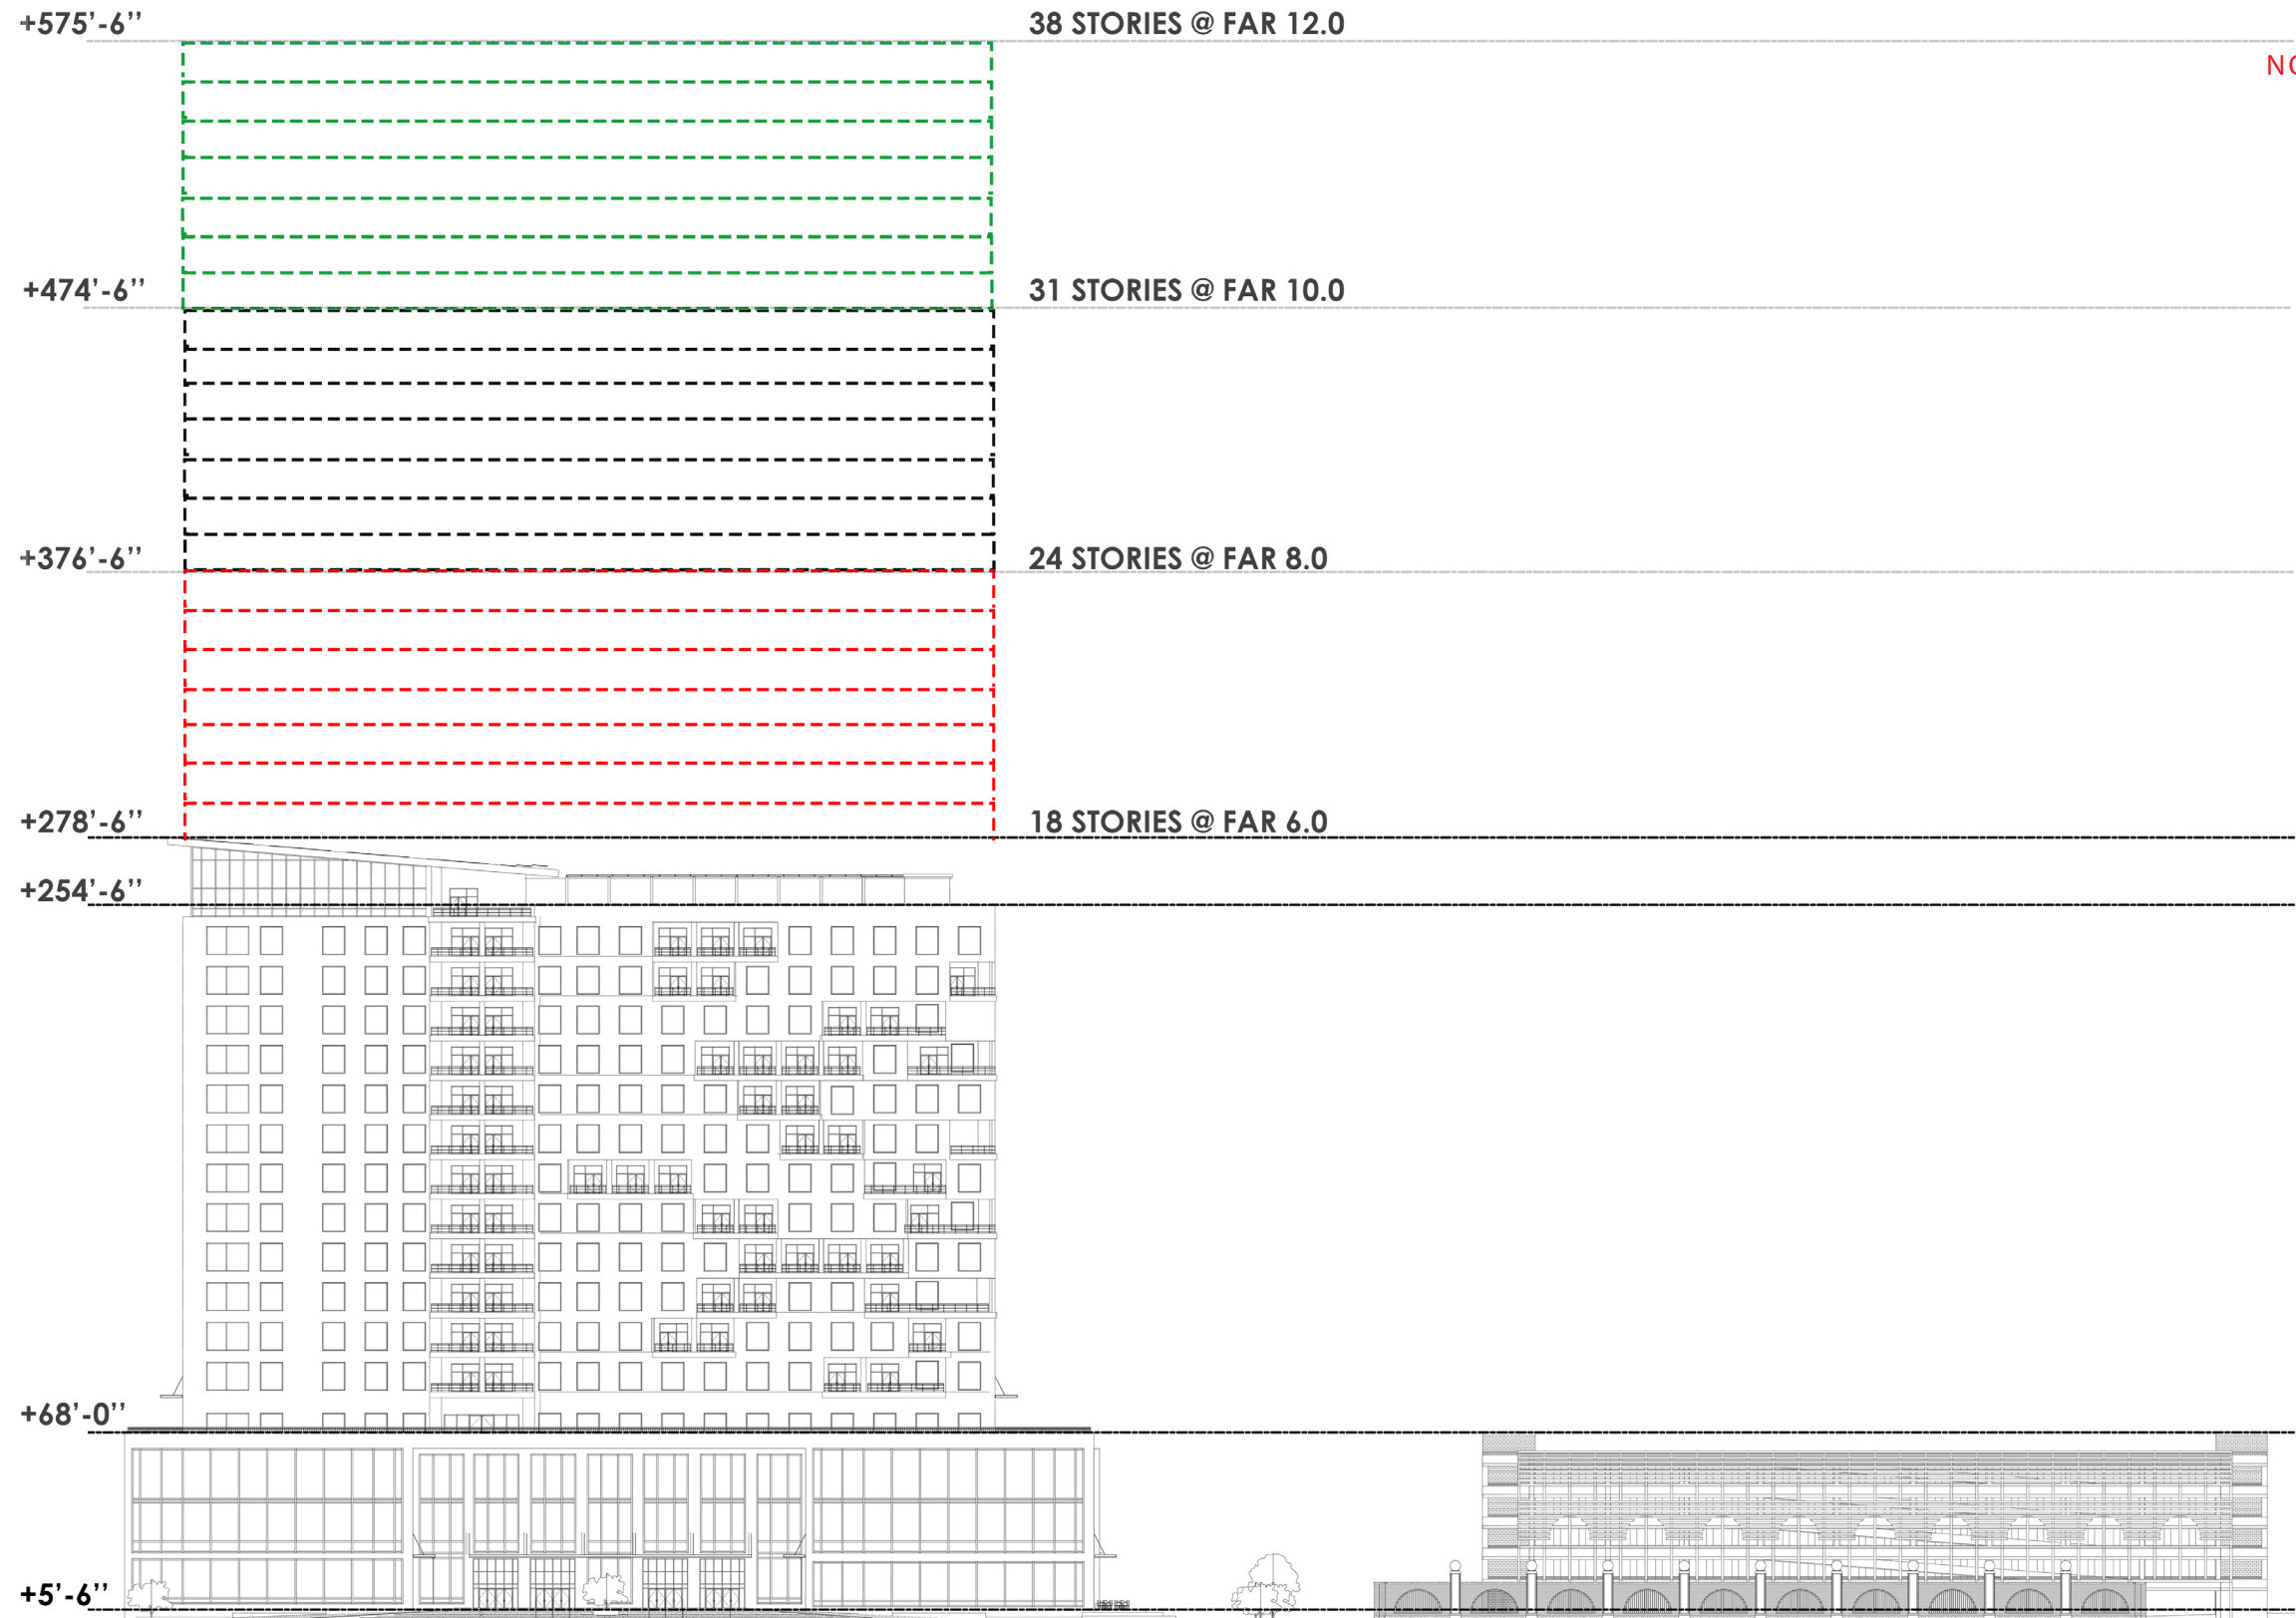 +575’-6’’ 38 STORIES @ FAR 12.0
NO
+474’-6’’ 31 STORIES @ FAR 10.0
+376’-6’’ 24 STORIES @ FAR 8.0
+278’-6’’ 18 STORIES @ FAR 6.0
+254’-6’’
+68’-0’’
+5’-6’’